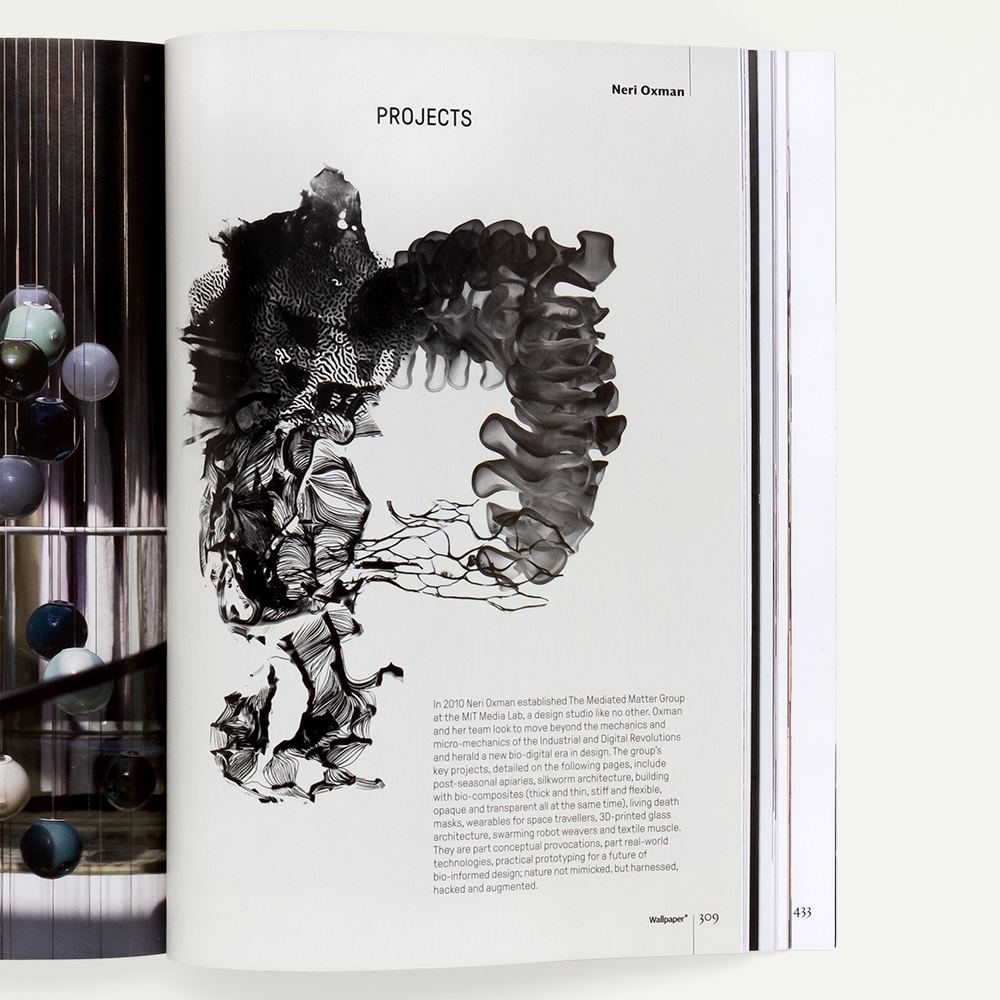 Neri Oxman
PROJECTS
In 2010 Neri Oxman established The Mediated Matter Group
at the MIT Media Lab, a design studio like no other. Oxman
and her team look to move beyond the mechanics and
micro-mechanics of the Industrial and Digital Revolutions
and herald a new bio-digital era in design. The group's
key projects, detailed on the following pages, include
post-seasonal apiaries, silkworm architecture, building
with bio-composites (thick and thin, stiff and flexible,
opaque and transparent all at the same time), living death
masks, wearables for space travellers, 3D-printed glass
architecture, swarming robot weavers and textile muscle.
They are part conceptual provocations, part real-world
technologies, practical prototyping for a future of
bio-informed design; nature not mimicked, but harnessed,
hacked and augmented.
Wallpaper* 309
433